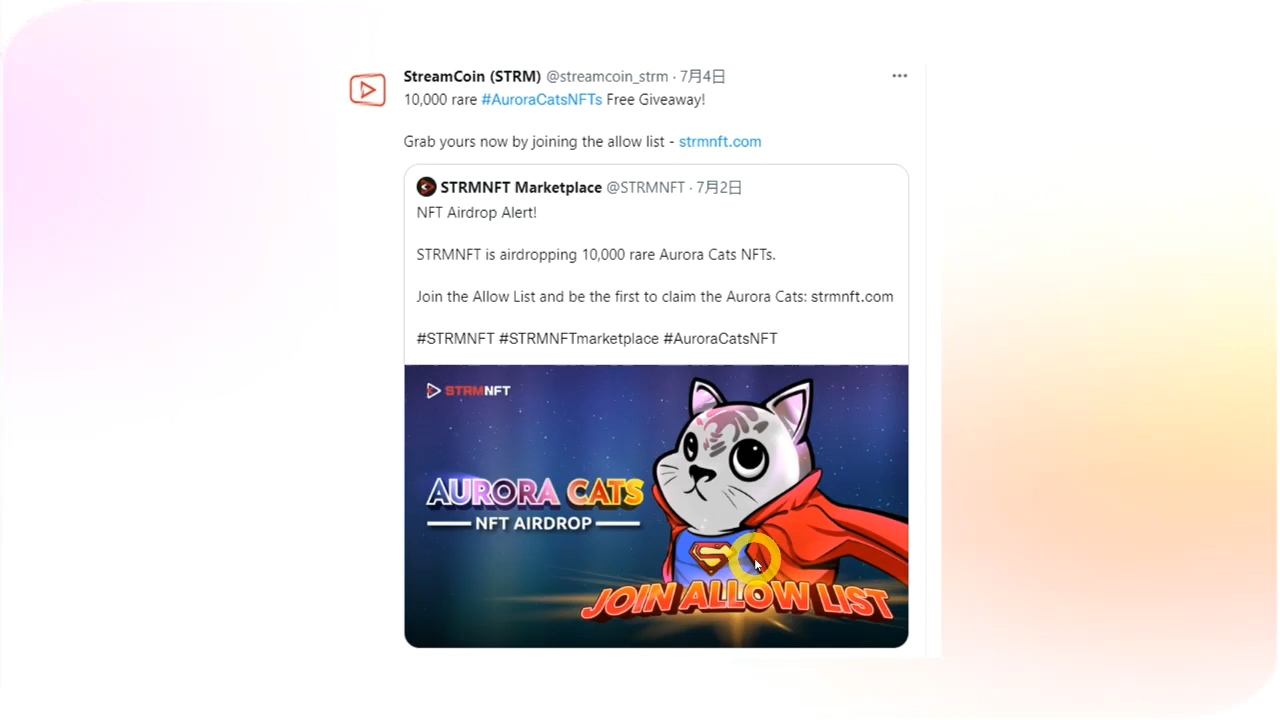 StreamCoin (STRM) @streamcoin_strm · 7月4日
10,000 rare #AuroraCatsNFTs Free Giveaway!
Grab yours now by joining the allow list - strmnft.com
STRMNFT Marketplace @STRMNFT · 7月2日
NFT Airdrop Alert!
STRMNFT is airdropping 10,000 rare Aurora Cats NFTs.
Join the Allow List and be the first to claim the Aurora Cats: strmnft.com
#STRMNFT #STRMNFTmarketplace #AuroraCatsNFT
STRMNFT
AURORA CATS
NFT AIRDROP
S
JOIN ALLOW LIST